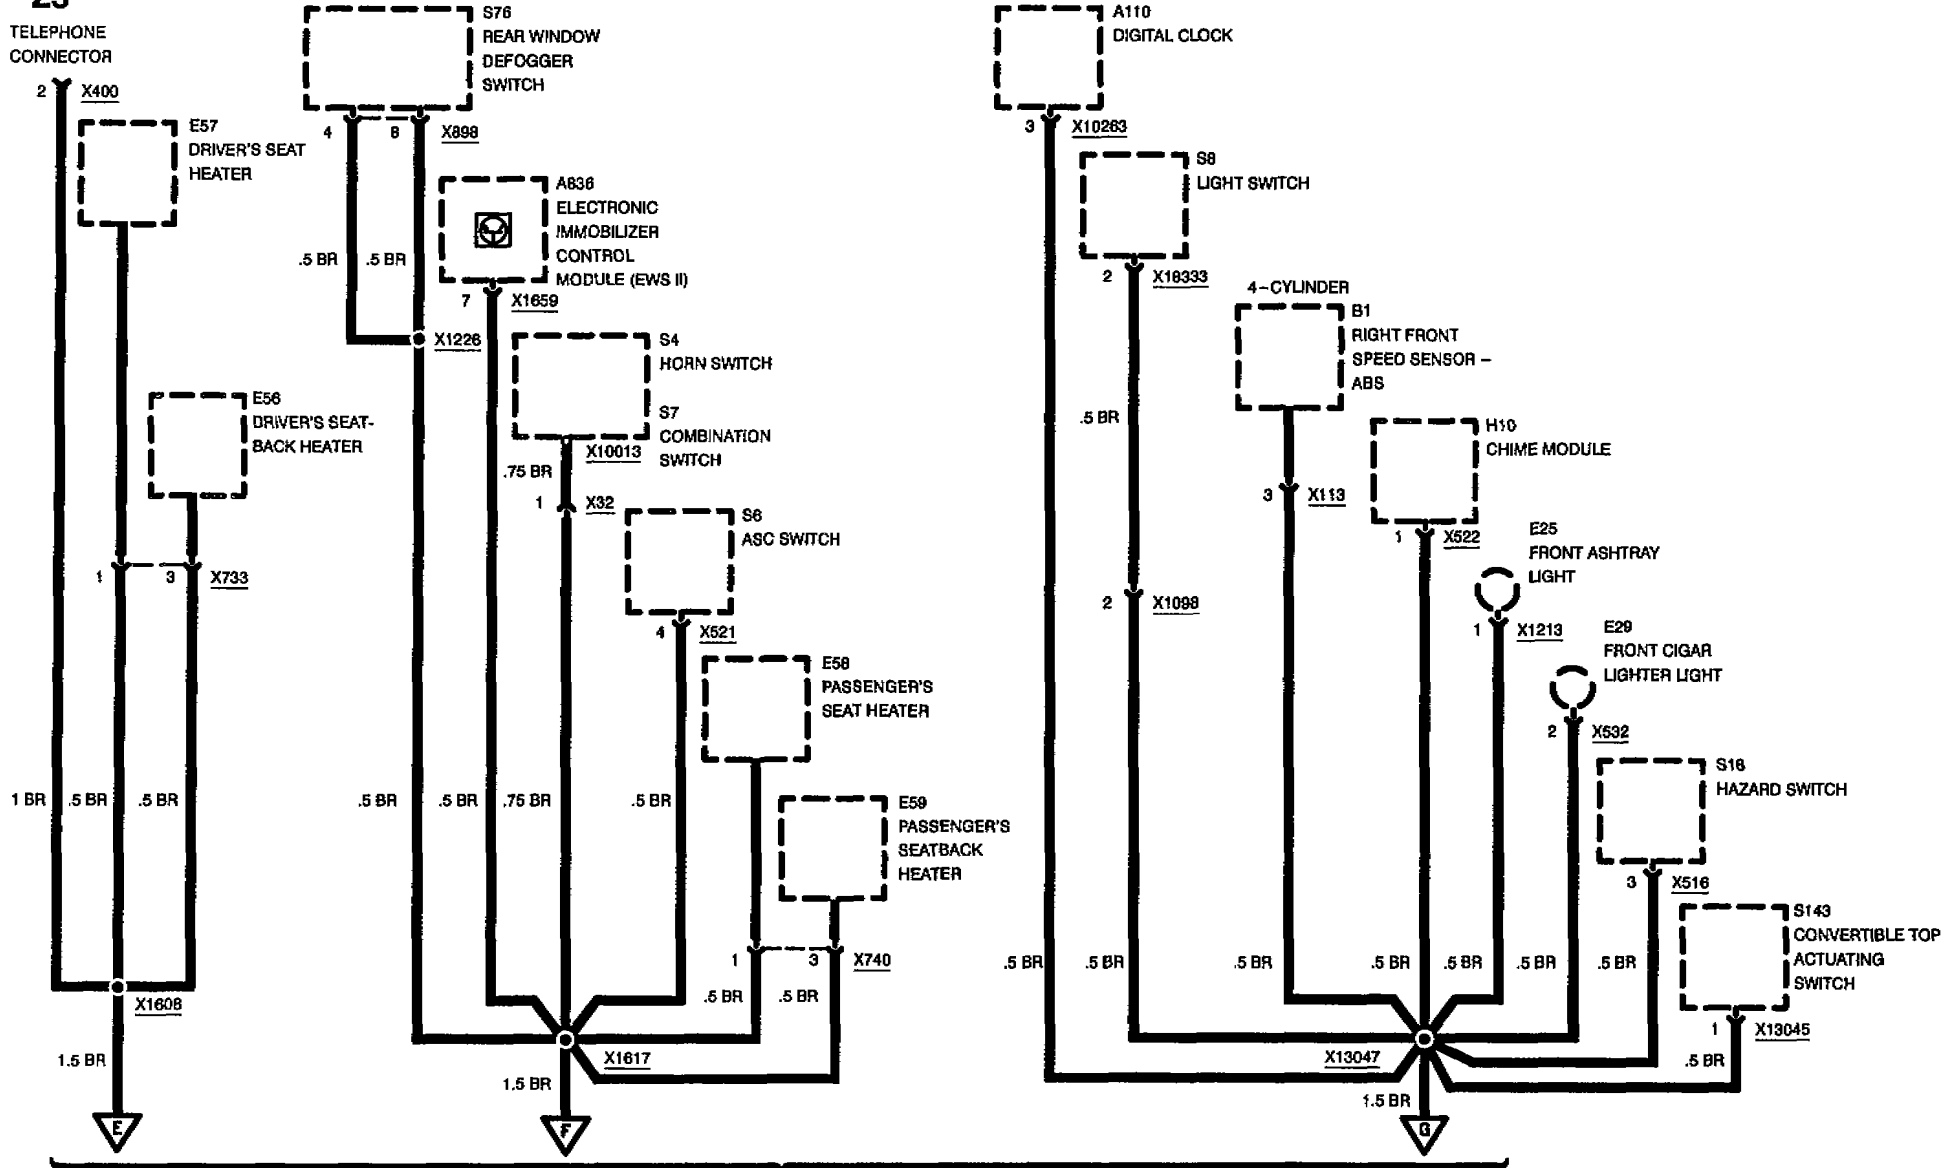 23
TELEPHONE
CONNECTOR
2 X400
E57
DRIVER'S SEAT
HEATER
E56
DRIVER'S SEAT-
BACK HEATER
1 3 X733
1 BR .5 BR .5 BR
X1608
1.5 BR
E
S76
REAR WINDOW
DEFOGGER
SWITCH
4 8 X898
.5 BR .5 BR
X1226
A836
ELECTRONIC
IMMOBILIZER
CONTROL
MODULE (EWS II)
7 X1659
S4
HORN SWITCH
S7
COMBINATION
SWITCH
X10013
.75 BR
1 X32
S6
ASC SWITCH
4 X521
E58
PASSENGER'S
SEAT HEATER
E59
PASSENGER'S
SEATBACK
HEATER
.5 BR .5 BR .75 BR .5 BR
1 3 X740
.5 BR .5 BR
X1617
1.5 BR
F
A110
DIGITAL CLOCK
3 X10263
S8
LIGHT SWITCH
2 X18333
.5 BR
2 X1098
4-CYLINDER
B1
RIGHT FRONT
SPEED SENSOR –
ABS
3 X113
H10
CHIME MODULE
1 X522
E25
FRONT ASHTRAY
LIGHT
1 X1213
E29
FRONT CIGAR
LIGHTER LIGHT
2 X532
S18
HAZARD SWITCH
3 X516
S143
CONVERTIBLE TOP
ACTUATING
SWITCH
1 X13045
.5 BR .5 BR .5 BR .5 BR .5 BR .5 BR .5 BR
.5 BR
X13047
1.5 BR
G